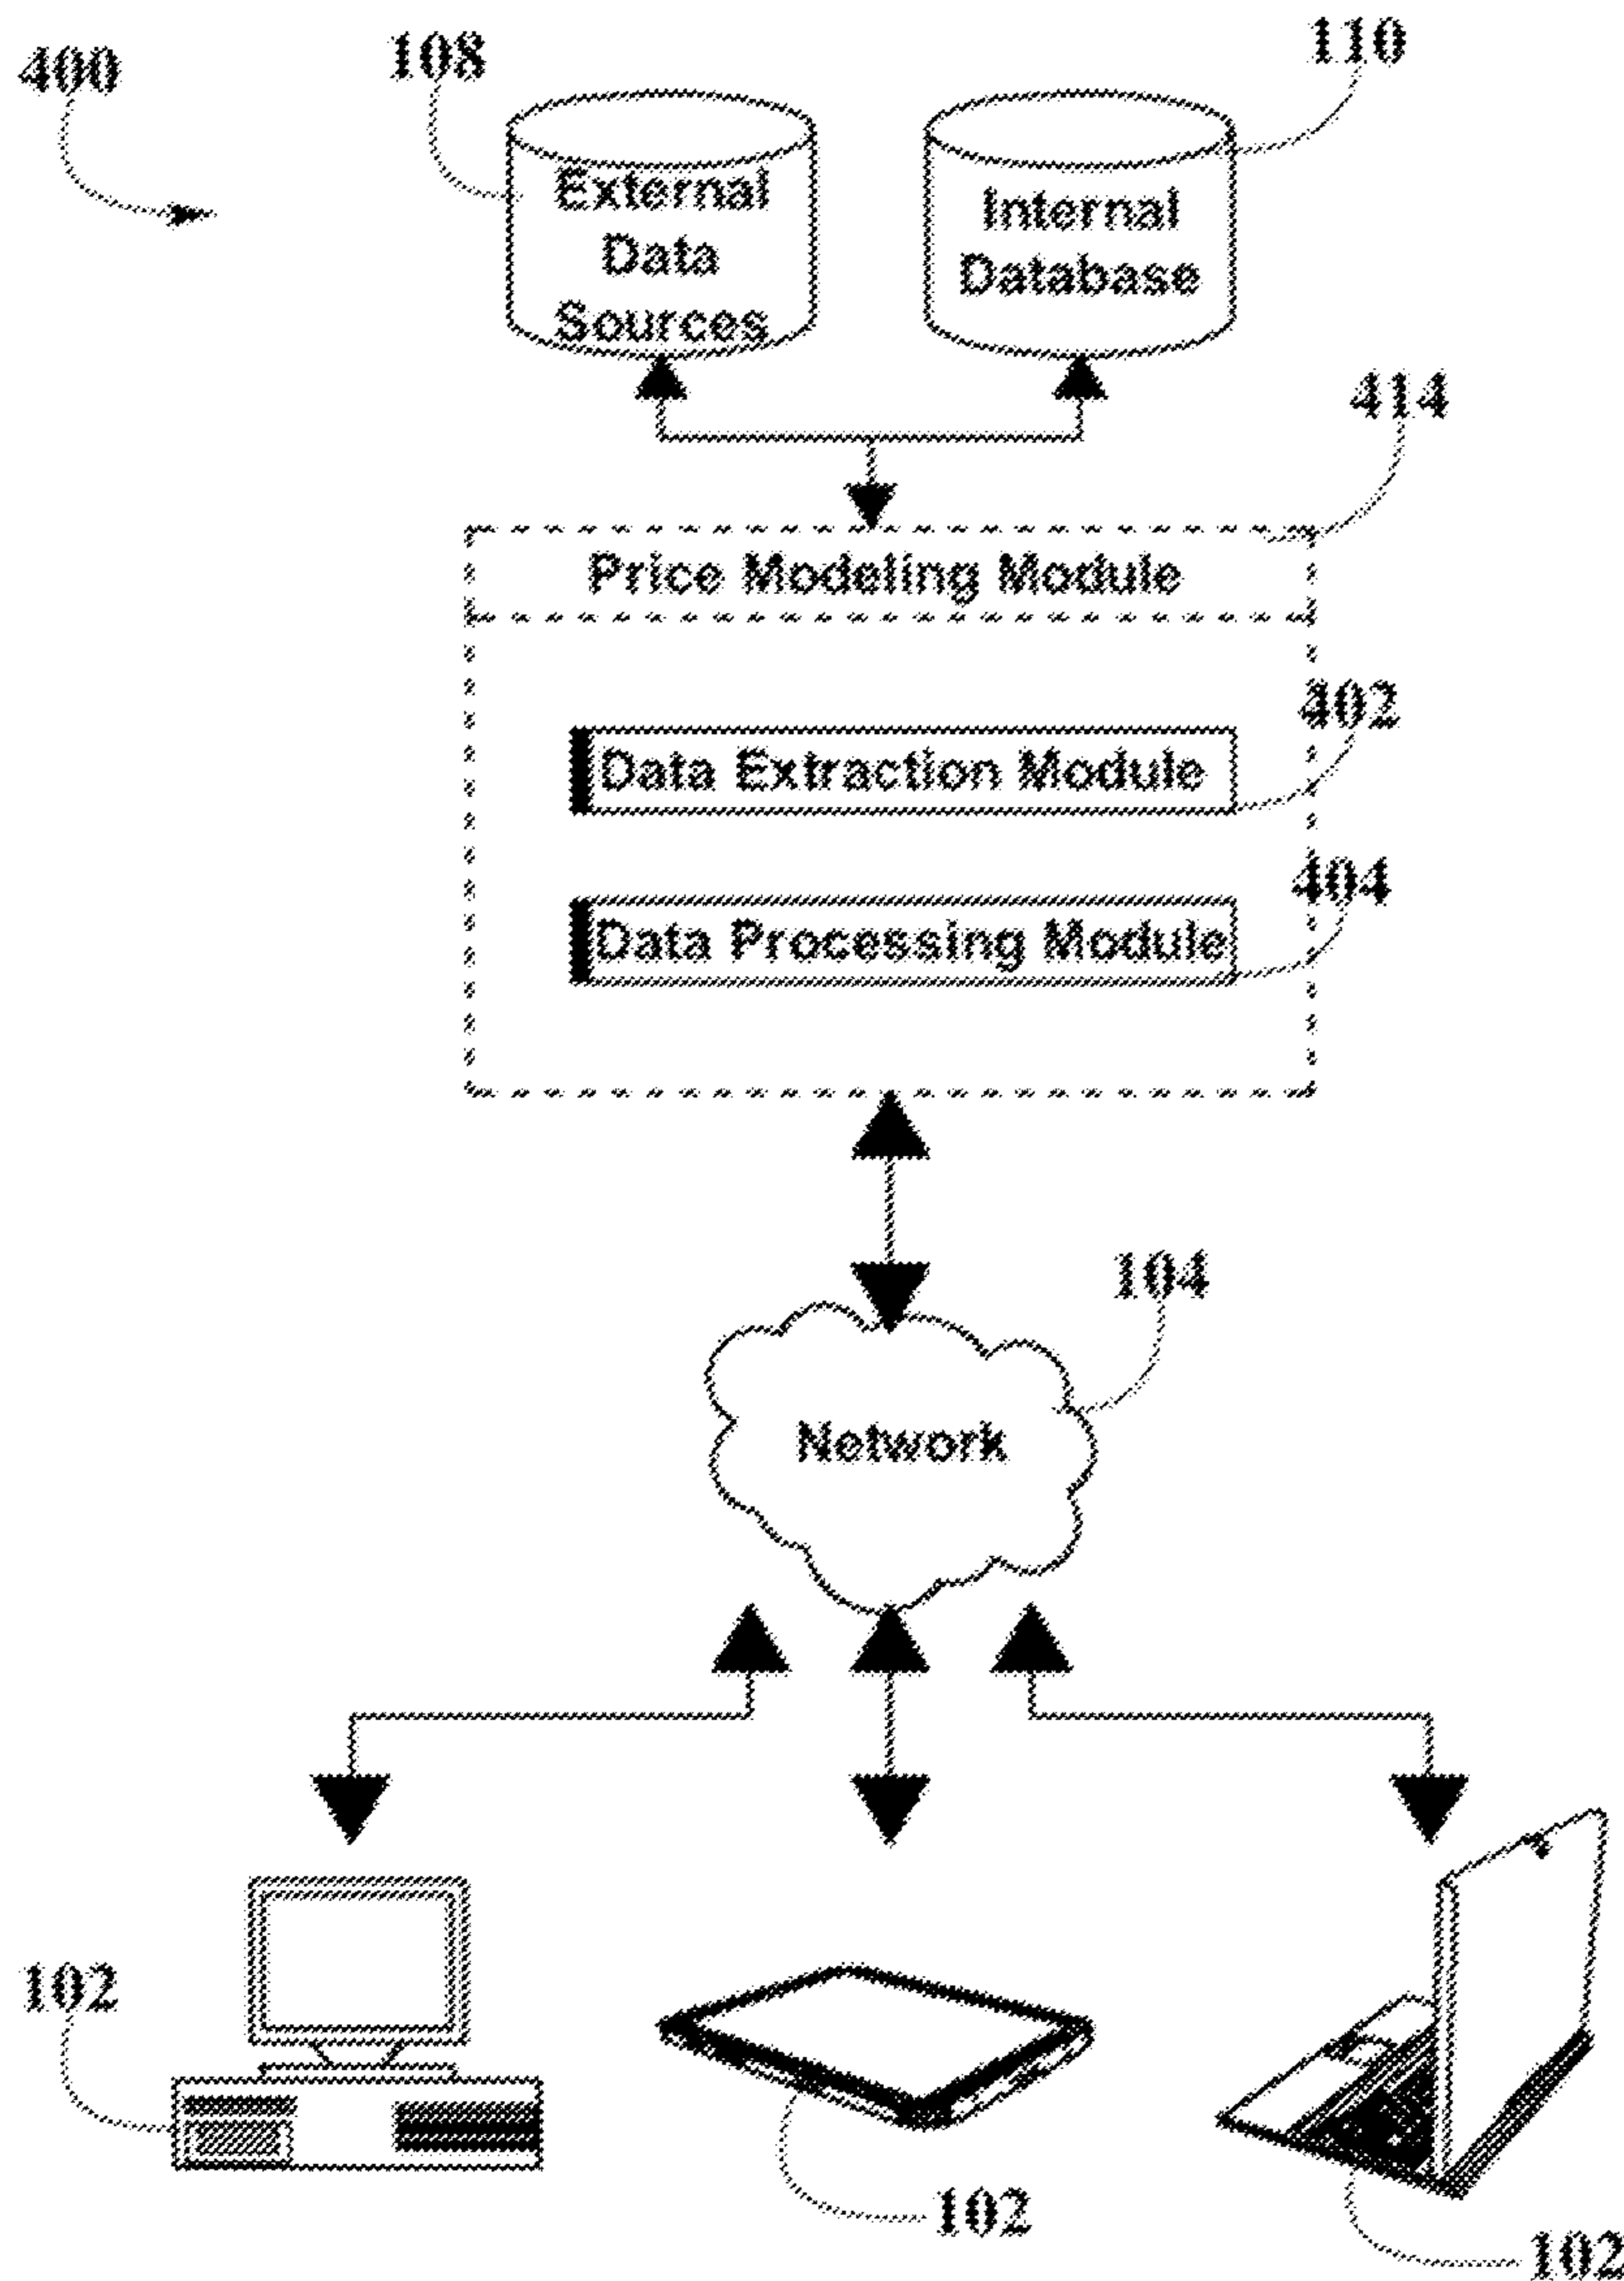 400
108
110
External
Data
Sources
Internal
Database
414
Price Modeling Module
402
Data Extraction Module
404
Data Processing Module
104
Network
102
102
102